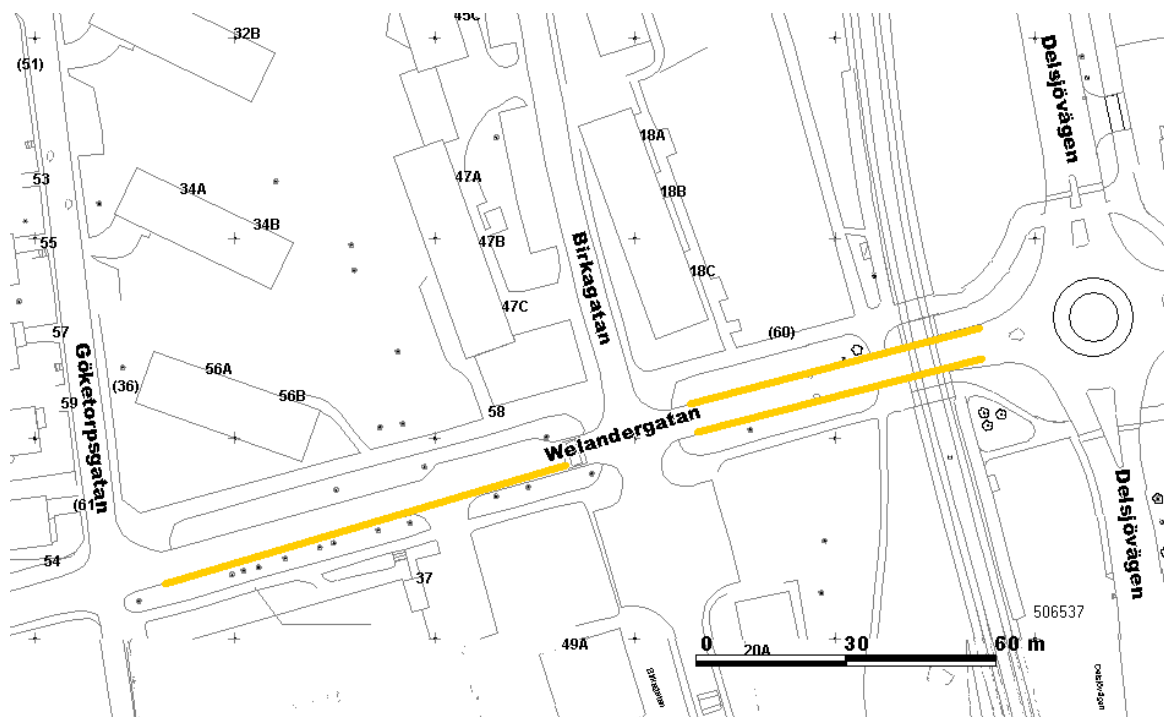 45C
32B
(51)
Delsjövägen
18A
53
34A
47A
18B
34B
55
47B
Birkagatan
18C
47C
57
(60)
Göketorpsgatan
56A
(36)
56B
59
58
Welandergatan
(61
54
37
Delsjövägen
506537
49A
20A
0 30 60 m
Birkagatan
Delsjövägen